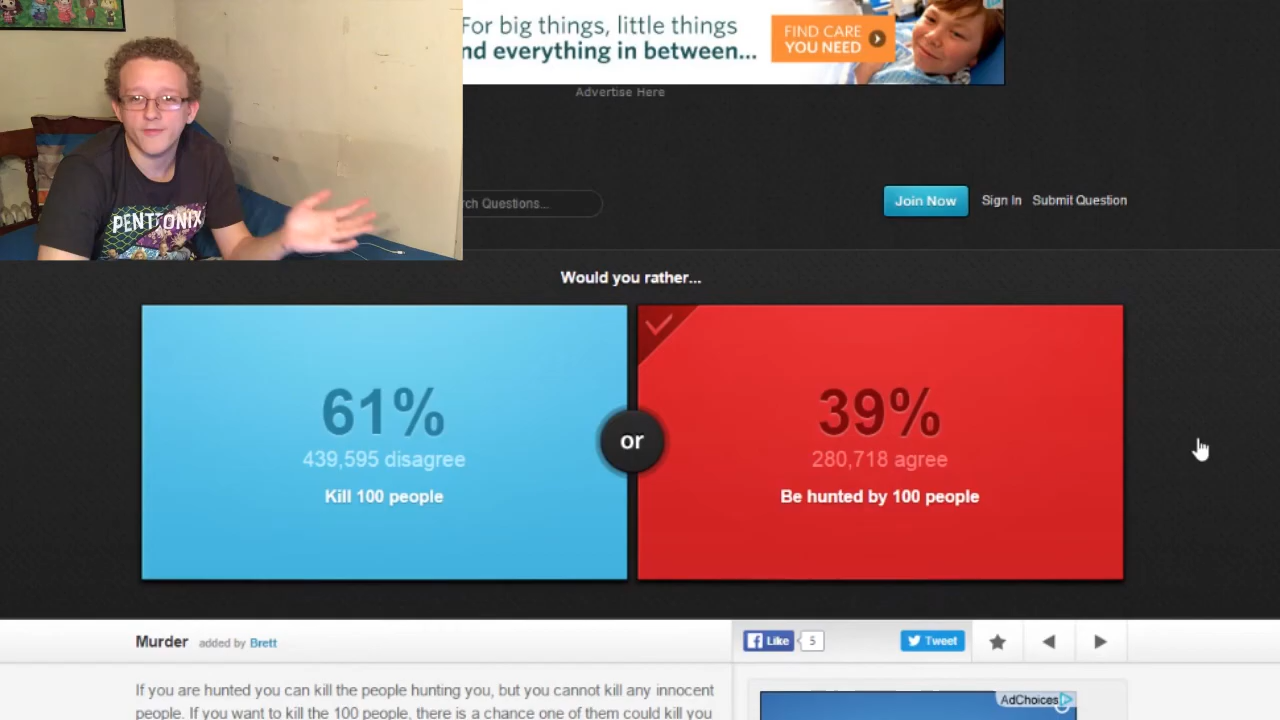 For big things, little things
nd everything in between...
FIND CARE
YOU NEED
Advertise Here
PENTATONIX
rch Questions...
Join Now
Sign In
Submit Question
Would you rather...
61%
439,595 disagree
Kill 100 people
or
39%
280,718 agree
Be hunted by 100 people
Murder added by Brett
Like
5
Tweet
If you are hunted you can kill the people hunting you, but you cannot kill any innocent
people. If you want to kill the 100 people, there is a chance one of them could kill you
AdChoices